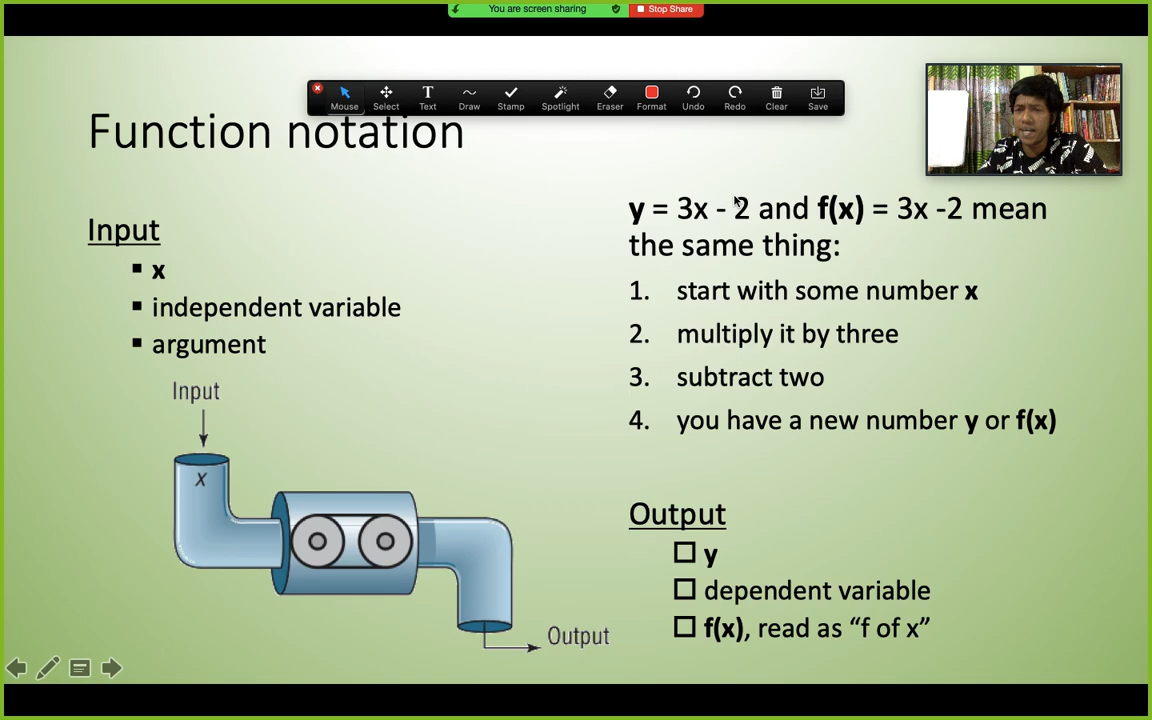 You are screen sharing
Stop Share
Mouse
Select
Text
Draw
Stamp
Spotlight
Eraser
Format
Undo
Redo
Clear
Save
Function notation
Input
x
independent variable
argument
Input
x
Output
y = 3x - 2 and f(x) = 3x -2 mean
the same thing:
1. start with some number x
2. multiply it by three
3. subtract two
4. you have a new number y or f(x)
Output
y
dependent variable
f(x), read as “f of x”